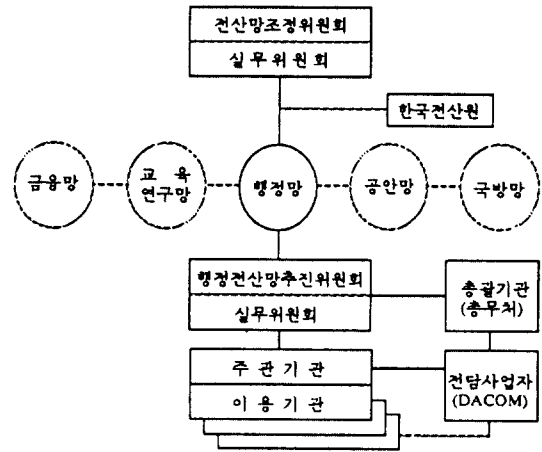 전산망조정위원회
실무위원회
한국전산원
금융망
교육
연구망
행정망
공안망
국방망
행정전산망추진위원회
실무위원회
총괄기관
(총무처)
주관기관
이용기관
전담사업자
(DACOM)